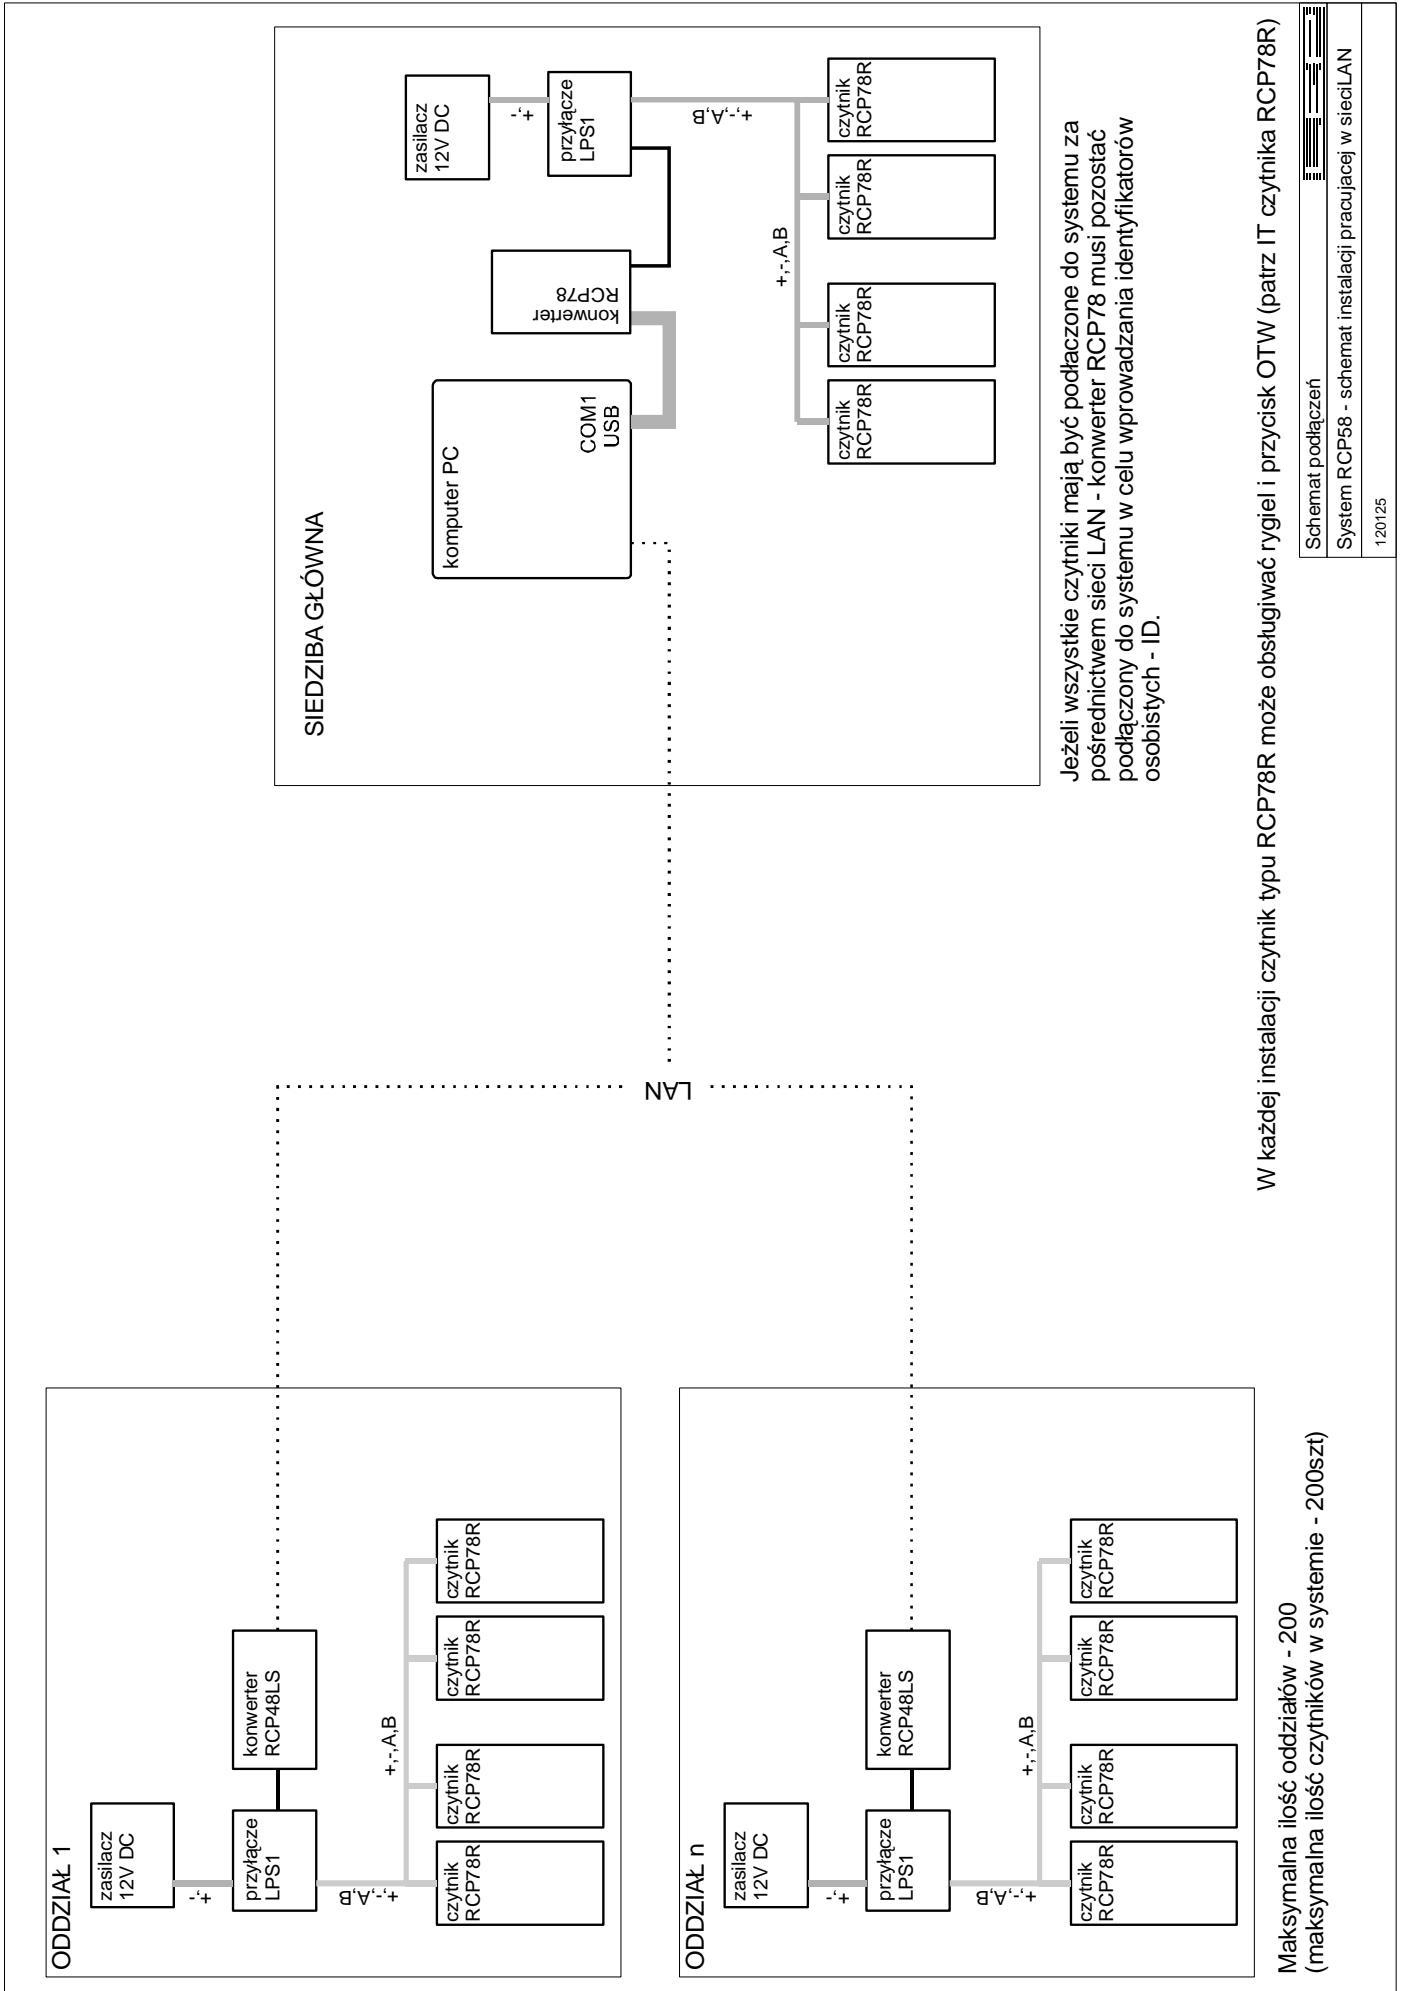 SIEDZIBA GŁÓWNA
komputer PC
COM1
USB
konwerter
RCP78
zasilacz
12V DC
+,-
przyłącze
LPS1
+,-,A,B
+,-,A,B
czytnik
RCP78R
czytnik
RCP78R
czytnik
RCP78R
czytnik
RCP78R
Jeżeli wszystkie czytniki mają być podłaczone do systemu za
pośrednictwem sieci LAN - konwerter RCP78 musi pozostać
podłączony do systemu w celu wprowadzania identyfikatorów
osobistych - ID.
LAN
ODDZIAŁ 1
zasilacz
12V DC
+,-
przyłącze
LPS1
konwerter
RCP48LS
+,-,A,B
+,-,A,B
czytnik
RCP78R
czytnik
RCP78R
czytnik
RCP78R
czytnik
RCP78R
ODDZIAŁ n
zasilacz
12V DC
+,-
przyłącze
LPS1
konwerter
RCP48LS
+,-,A,B
+,-,A,B
czytnik
RCP78R
czytnik
RCP78R
czytnik
RCP78R
czytnik
RCP78R
Maksymalna ilość oddziałów - 200
(maksymalna ilość czytników w systemie - 200szt)
W każdej instalacji czytnik typu RCP78R może obsługiwać rygiel i przycisk OTW (patrz IT czytnika RCP78R)
Schemat podłączeń
System RCP58 - schemat instalacji pracujacej w sieciLAN
120125